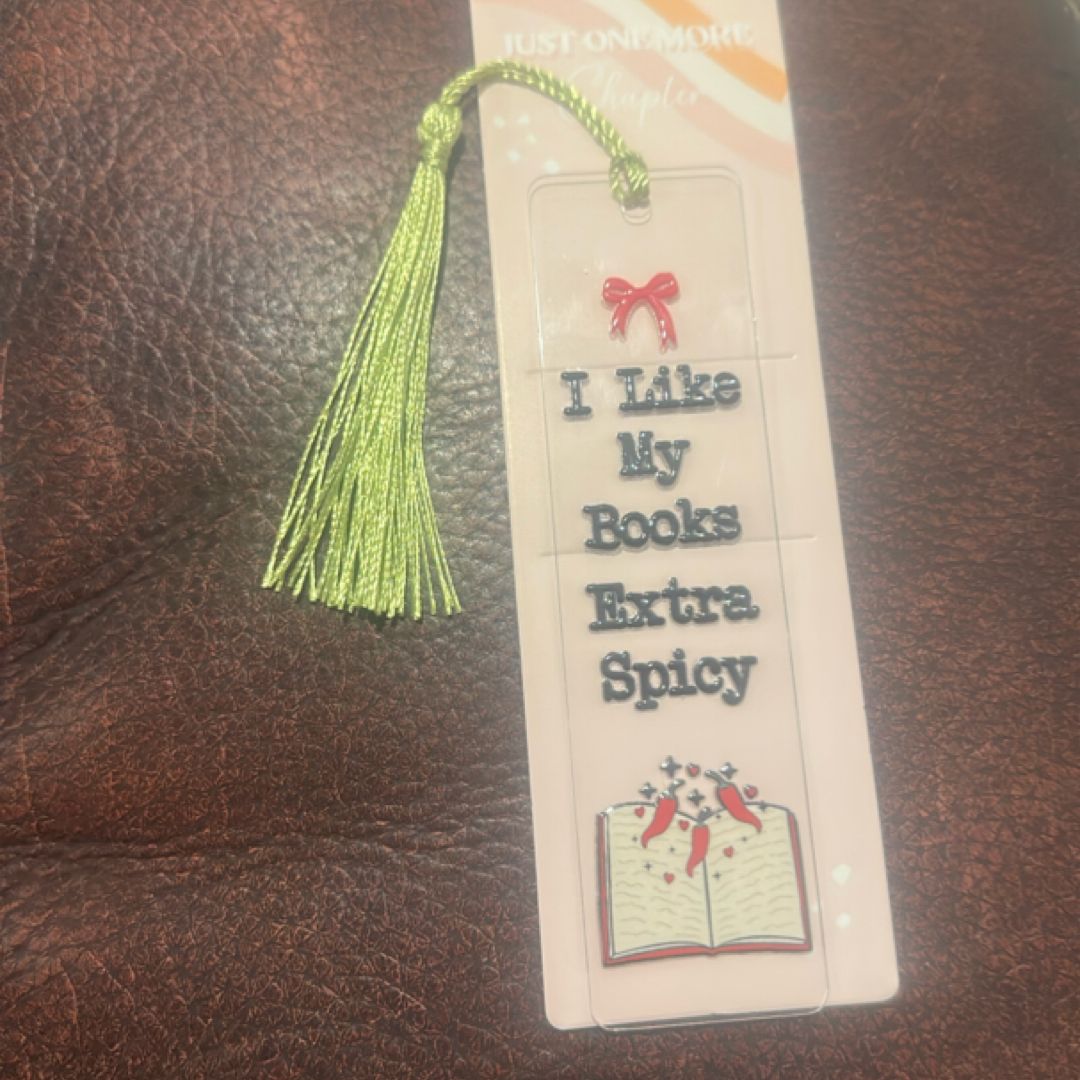 JUST ONE MORE
Chapter
I Like
My
Books
Extra
Spicy